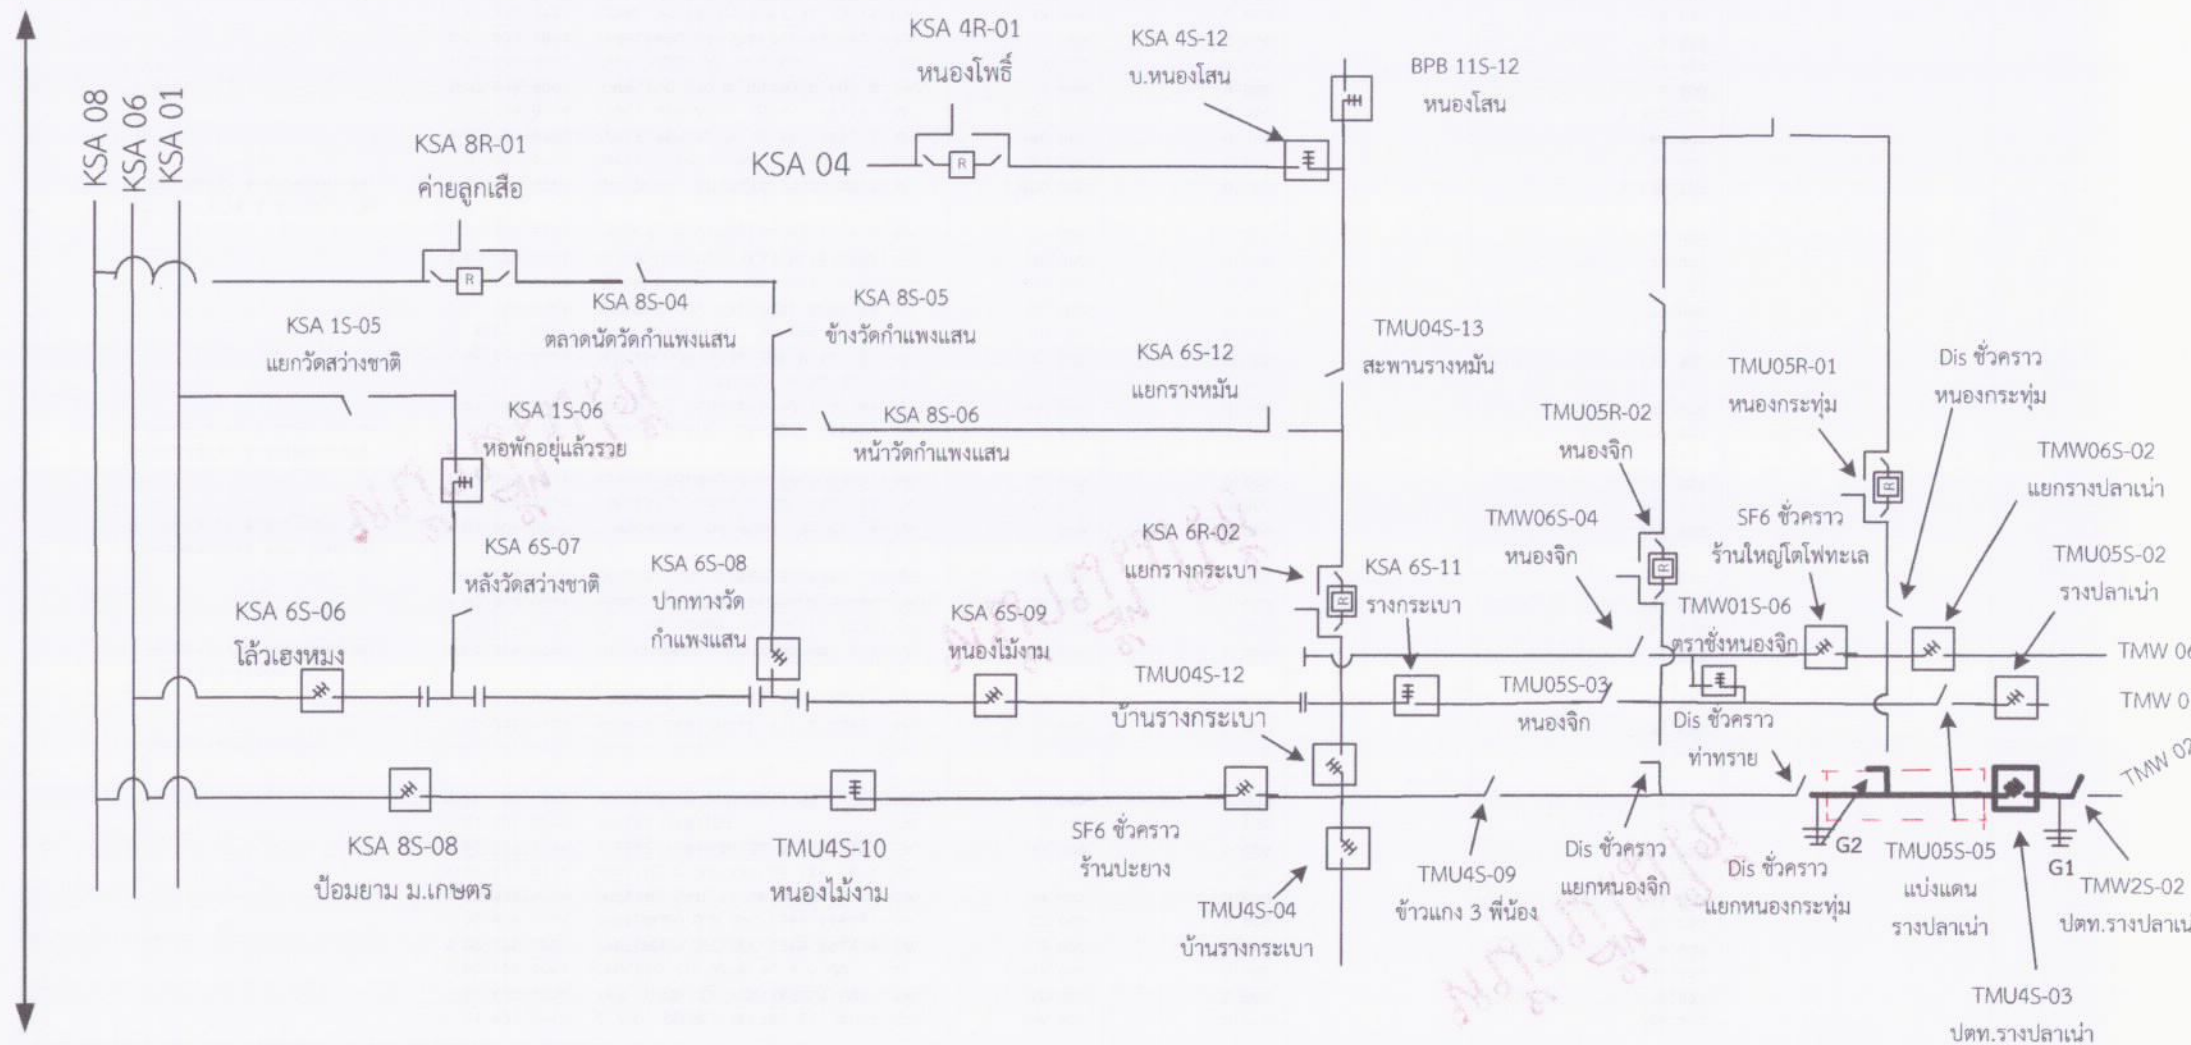 KSA 08
KSA 06
KSA 01
KSA 4R-01
หนองโพธิ์
KSA 4S-12
บ.หนองโสน
BPB 11S-12
หนองโสน
KSA 8R-01
ค่ายลูกเสือ
KSA 04
R
R
KSA 8S-04
ตลาดนัดวัดกำแพงแสน
KSA 8S-05
ข้างวัดกำแพงแสน
KSA 1S-05
แยกวัดสว่างชาติ
KSA 6S-12
แยกรางหมัน
TMU04S-13
สะพานรางหมัน
TMU05R-01
หนองกระทุ่ม
Dis ชั่วคราว
หนองกระทุ่ม
KSA 1S-06
หอพักอยู่แล้วรวย
KSA 8S-06
หน้าวัดกำแพงแสน
TMU05R-02
หนองจิก
TMW06S-02
แยกรางปลาเน่า
R
KSA 6S-07
หลังวัดสว่างชาติ
KSA 6S-08
ปากทางวัด
กำแพงแสน
KSA 6R-02
แยกรางกระเบา
KSA 6S-11
รางกระเบา
TMW06S-04
หนองจิก
SF6 ชั่วคราว
ร้านใหญ่โตโฟทะเล
TMU05S-02
รางปลาเน่า
R
R
KSA 6S-06
โล้วเฮงหมง
KSA 6S-09
หนองไม้งาม
TMW01S-06
ตราชั่งหนองจิก
TMW 06
TMU04S-12
บ้านรางกระเบา
TMU05S-03
หนองจิก
Dis ชั่วคราว
ท่าทราย
TMW 0
TMW 02
KSA 8S-08
ป้อมยาม ม.เกษตร
TMU4S-10
หนองไม้งาม
SF6 ชั่วคราว
ร้านปะยาง
TMU4S-04
บ้านรางกระเบา
TMU4S-09
ข้าวแกง 3 พี่น้อง
Dis ชั่วคราว
แยกหนองจิก
G2
Dis ชั่วคราว
แยกหนองกระทุ่ม
TMU05S-05
แบ่งแดน
รางปลาเน่า
G1
TMW2S-02
ปตท.รางปลาเน่
TMU4S-03
ปตท.รางปลาเน่า